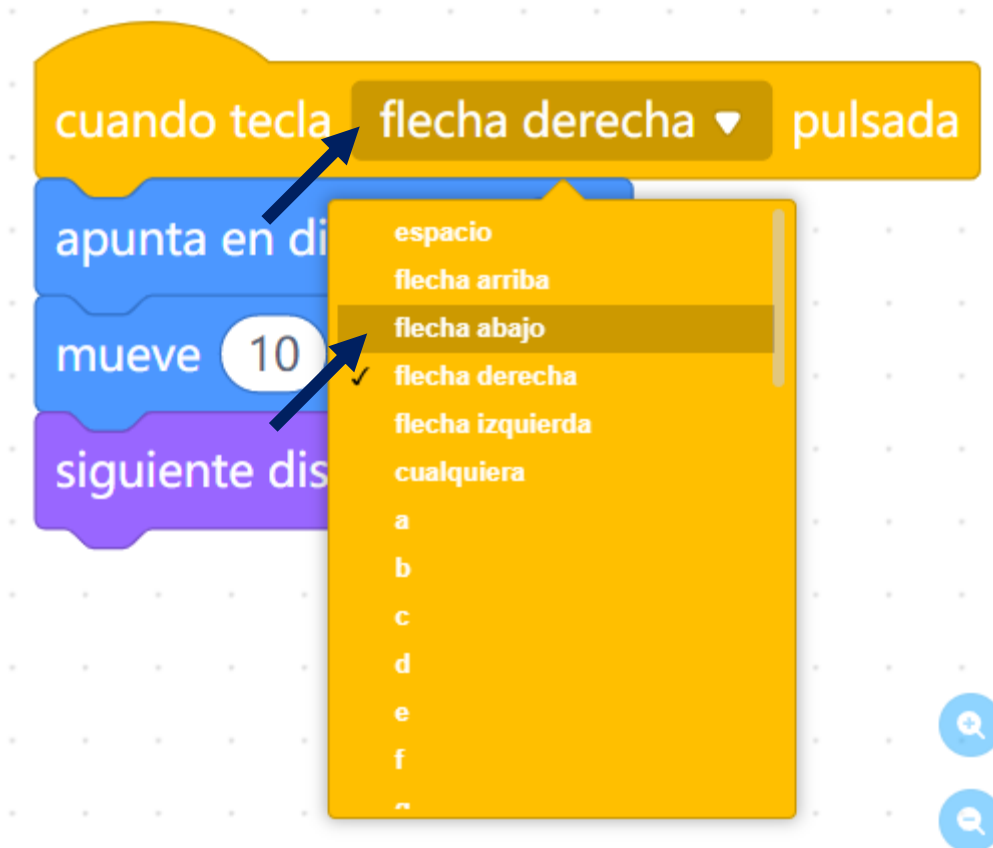 cuando tecla flecha derecha pulsada
apunta en di
espacio
flecha arriba
flecha abajo
mueve 10
✓ flecha derecha
flecha izquierda
siguiente dis
cualquiera
a
b
c
d
e
f